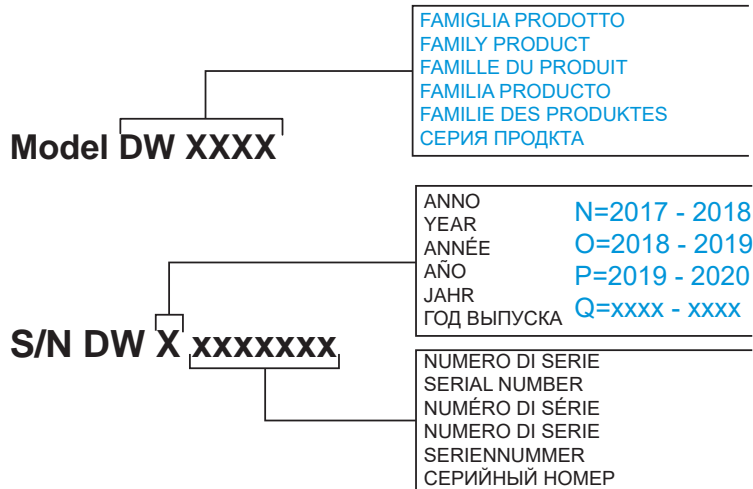 FAMIGLIA PRODOTTO
FAMILY PRODUCT
FAMILLE DU PRODUIT
FAMILIA PRODUCTO
FAMILIE DES PRODUKTES
СЕРИЯ ПРОДКТА
Model DW XXXX
ANNO
YEAR
ANNÉE
AÑO
JAHR
ГОД ВЫПУСКА
N=2017 - 2018
O=2018 - 2019
P=2019 - 2020
Q=xxxx - xxxx
S/N DW X xxxxxxx
NUMERO DI SERIE
SERIAL NUMBER
NUMÉRO DI SÉRIE
NUMERO DI SERIE
SERIENNUMMER
СЕРИЙНЫЙ НОМЕР